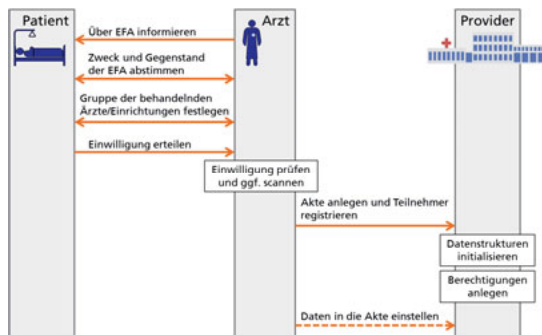 Patient
Arzt
Provider
Über EFA informieren
Zweck und Gegenstand
der EFA abstimmen
Gruppe der behandelnden
Ärzte/Einrichtungen festlegen
Einwilligung erteilen
Einwilligung prüfen
und ggf. scannen
Akte anlegen und Teilnehmer
registrieren
Datenstrukturen
initialisieren
Berechtigungen
anlegen
Daten in die Akte einstellen